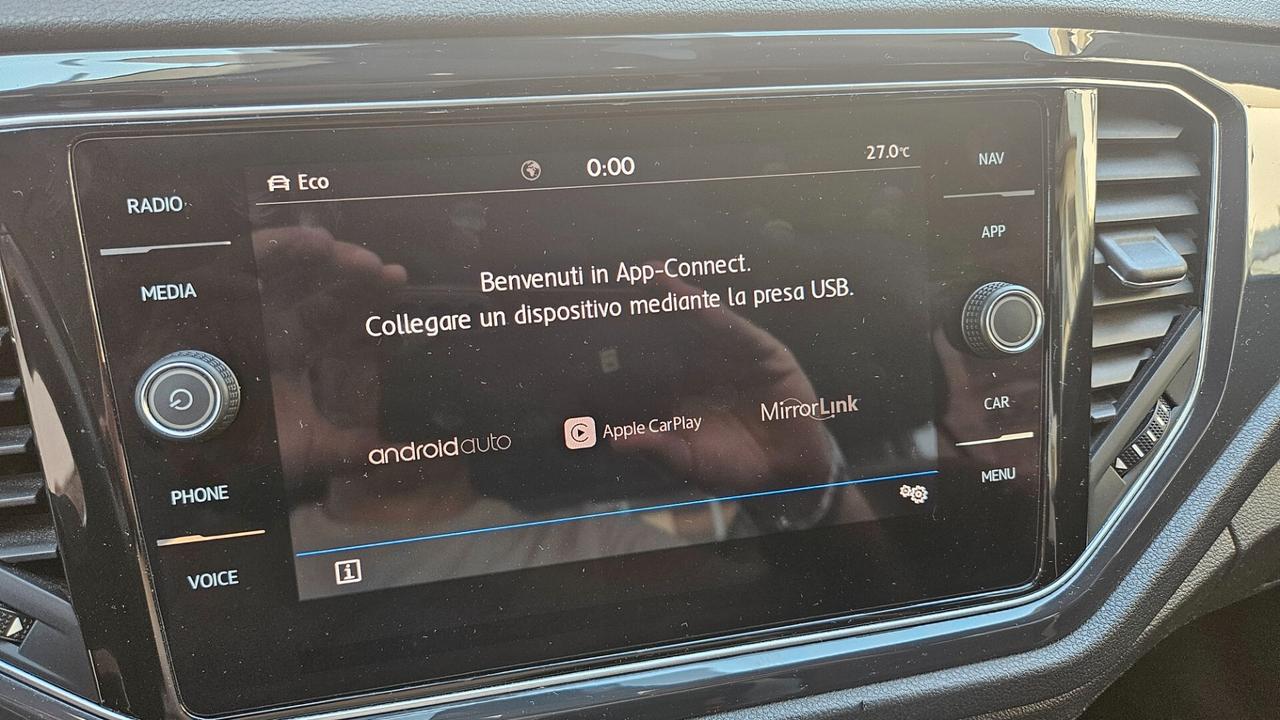 RADIO
MEDIA
PHONE
VOICE
Eco
0:00
27.0°C
Benvenuti in App-Connect.
Collegare un dispositivo mediante la presa USB.
androidauto
Apple CarPlay
MirrorLink
i
NAV
APP
CAR
MENU